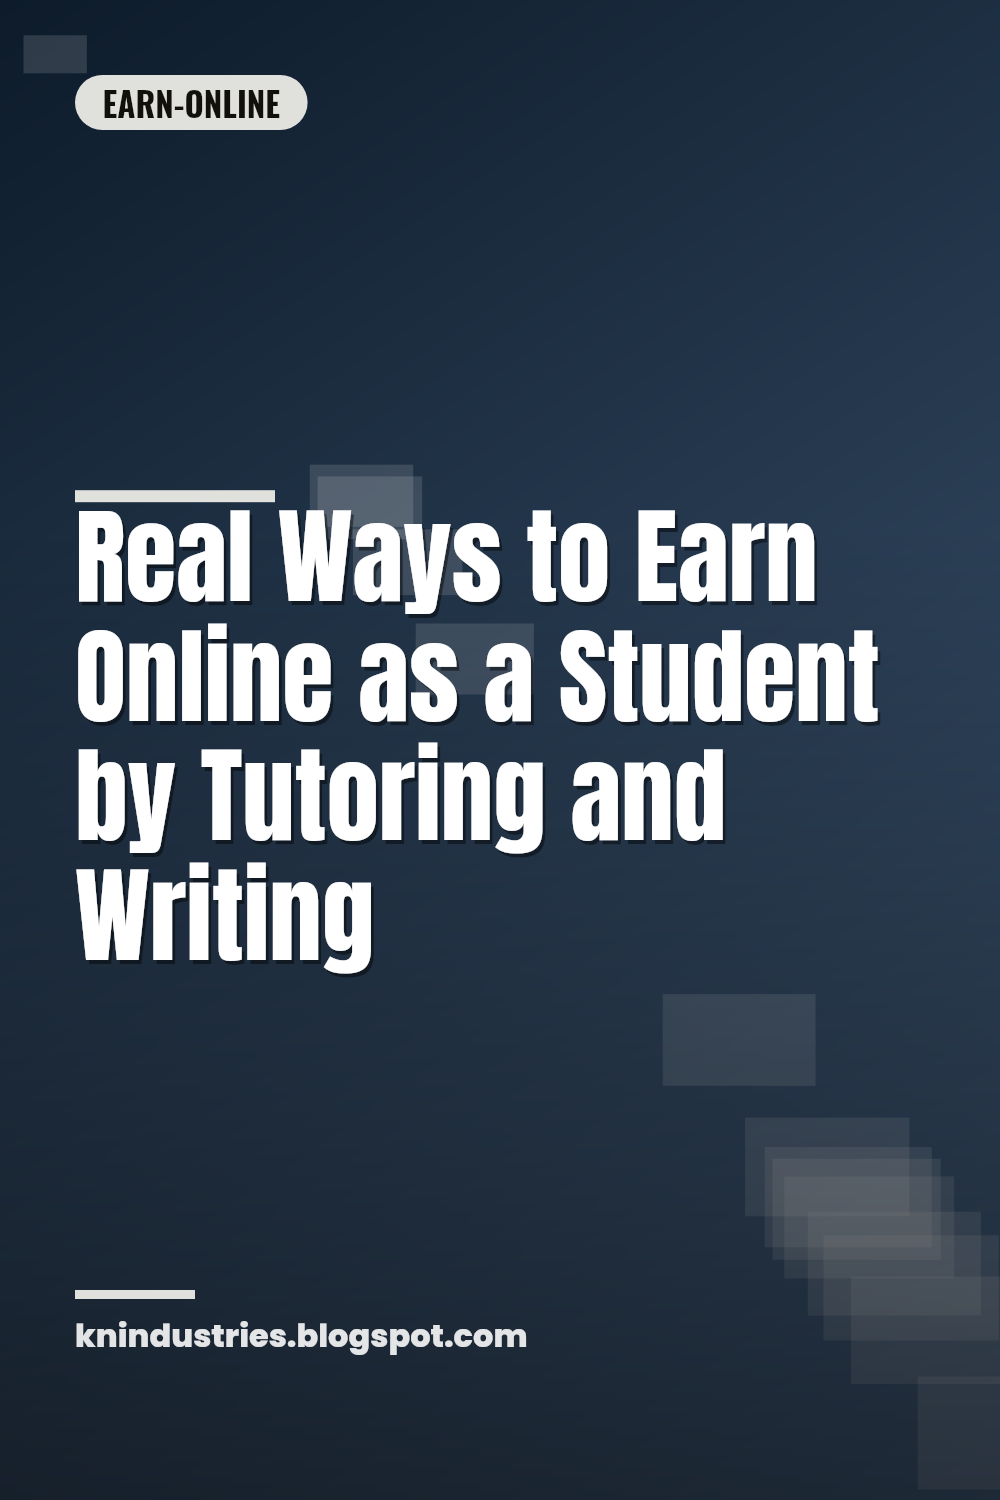 EARN-ONLINE
Real Ways to Earn
Online as a Student
by Tutoring and
Writing
knindustries.blogspot.com